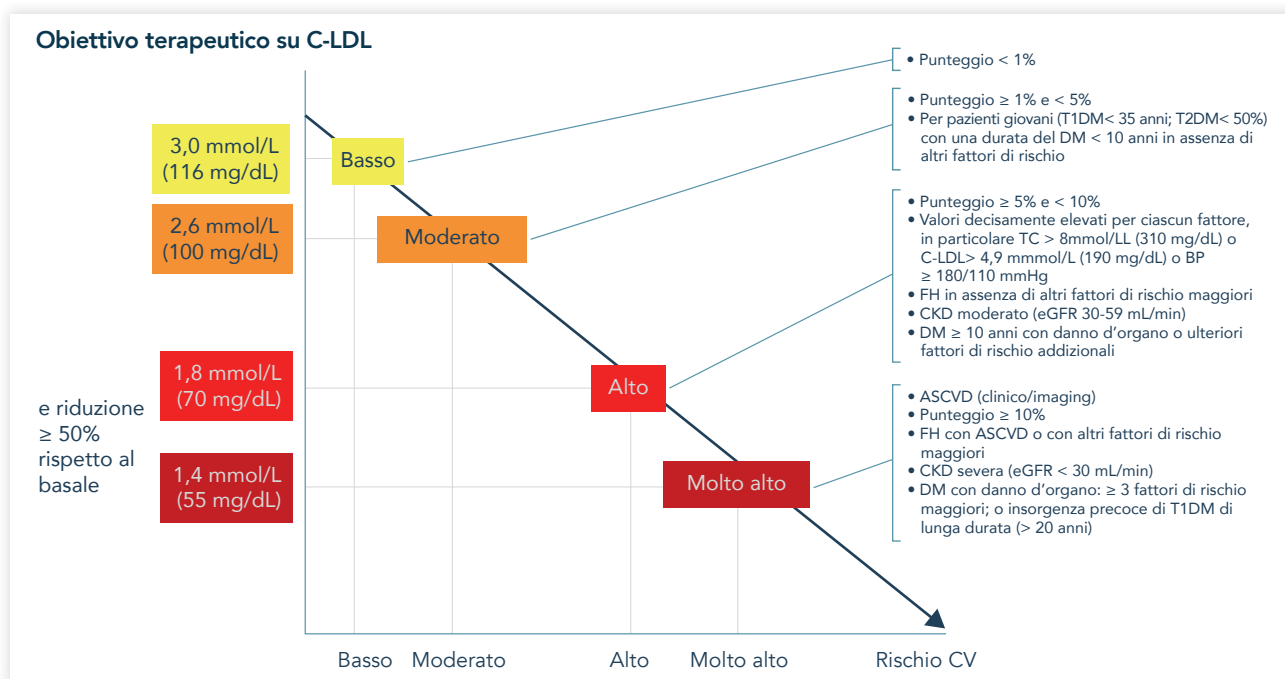 Obiettivo terapeutico su C-LDL
3,0 mmol/L
(116 mg/dL)
2,6 mmol/L
(100 mg/dL)
1,8 mmol/L
(70 mg/dL)
1,4 mmol/L
(55 mg/dL)
e riduzione
≥ 50%
rispetto al
basale
Basso
Moderato
Alto
Molto alto
• Punteggio < 1%
• Punteggio ≥ 1% e < 5%
• Per pazienti giovani (T1DM< 35 anni; T2DM< 50%)
con una durata del DM < 10 anni in assenza di
altri fattori di rischio
• Punteggio ≥ 5% e < 10%
• Valori decisamente elevati per ciascun fattore,
in particolare TC > 8mmol/LL (310 mg/dL) o
C-LDL> 4,9 mmmol/L (190 mg/dL) o BP
≥ 180/110 mmHg
• FH in assenza di altri fattori di rischio maggiori
• CKD moderato (eGFR 30-59 mL/min)
• DM ≥ 10 anni con danno d'organo o ulteriori
fattori di rischio addizionali
• ASCVD (clinico/imaging)
• Punteggio ≥ 10%
• FH con ASCVD o con altri fattori di rischio
maggiori
• CKD severa (eGFR < 30 mL/min)
• DM con danno d'organo: ≥ 3 fattori di rischio
maggiori; o insorgenza precoce di T1DM di
lunga durata (> 20 anni)
Basso Moderato Alto Molto alto Rischio CV